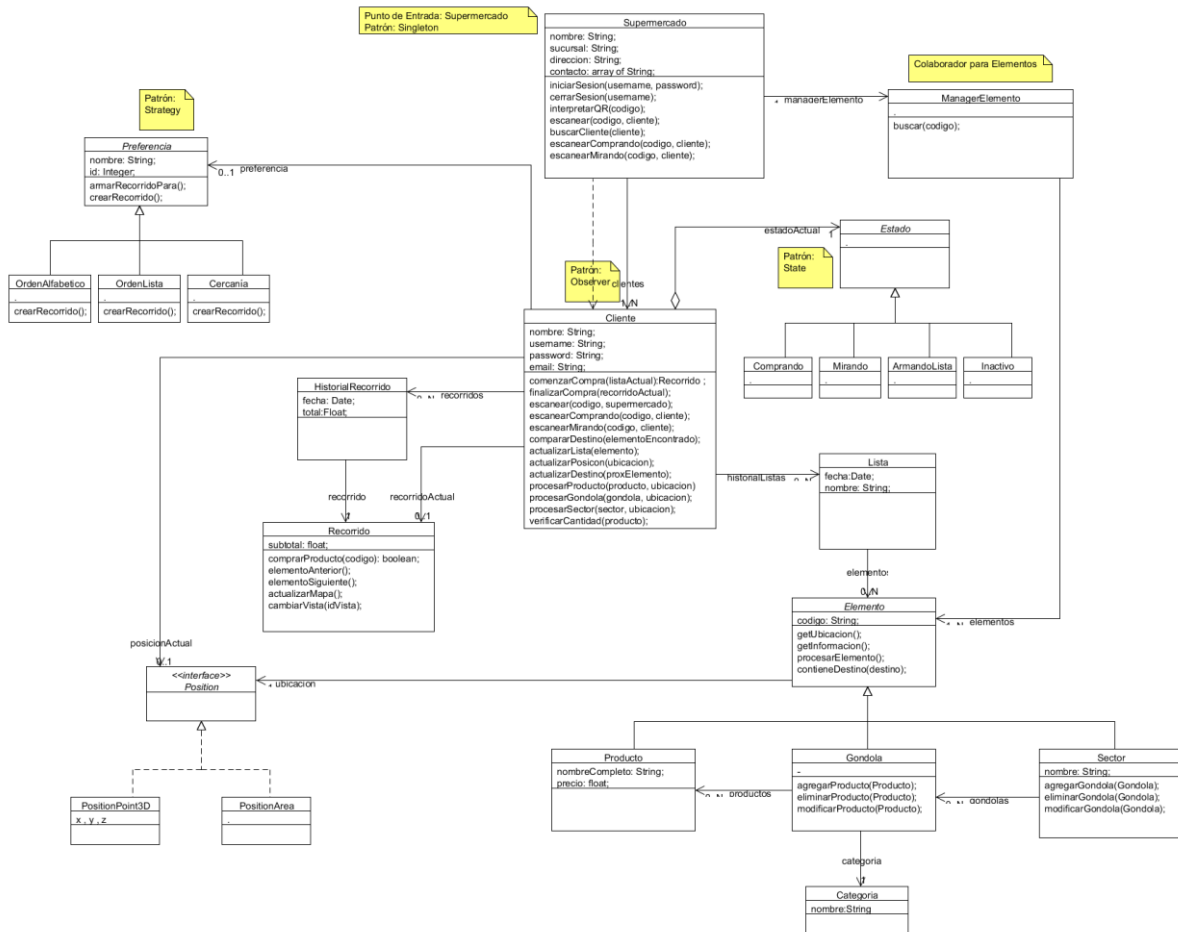 Punto de Entrada: Supermercado
Patrón: Singleton
Supermercado
nombre: String;
sucursal: String;
direccion: String;
contacto: array of String;
iniciarSesion(username, password);
cerrarSesion(username);
interpretarQR(codigo);
escanear(codigo, cliente);
buscarCliente(cliente);
escanearComprando(codigo, cliente);
escanearMirando(codigo, cliente);
managerElemento
Colaborador para Elementos
ManagerElemento
.
buscar(codigo);
Patrón:
Strategy
Preferencia
nombre: String;
id: Integer;
armarRecorridoPara();
crearRecorrido();
0..1 preferencia
OrdenAlfabetico
.
crearRecorrido();
OrdenLista
.
crearRecorrido();
Cercanía
.
crearRecorrido();
Patrón:
Observer
clientes
estadoActual
1
Estado
.
Patrón:
State
Comprando
.
Mirando
.
ArmandoLista
.
Inactivo
.
Cliente
nombre: String;
username: String;
password: String;
email: String;
comenzarCompra(listaActual):Recorrido ;
finalizarCompra(recorridoActual);
escanear(codigo, supermercado);
escanearComprando(codigo, cliente);
escanearMirando(codigo, cliente);
compararDestino(elementoEncontrado);
actualizarLista(elemento);
actualizarPosicon(ubicacion);
actualizarDestino(proxElemento);
procesarProducto(producto, ubicacion)
procesarGondola(gondola, ubicacion);
procesarSector(sector, ubicacion);
verificarCantidad(producto);
HistorialRecorrido
fecha: Date;
total:Float;
recorridos
recorrido
recorridoActual
Recorrido
subtotal: float;
comprarProducto(codigo): boolean;
elementoAnterior();
elementoSiguiente();
actualizarMapa();
cambiarVista(idVista);
historialListas
Lista
fecha:Date;
nombre: String;
elementos
Elemento
codigo: String;
getUbicacion();
getInformacion();
procesarElemento();
contieneDestino(destino);
elementos
posicionActual
<<interface>>
Position
ubicacion
PositionPoint3D
x , y , z
PositionArea
.
Producto
nombreCompleto: String;
precio: float;
productos
Gondola
-
agregarProducto(Producto);
eliminarProducto(Producto);
modificarProducto(Producto);
gondolas
Sector
nombre: String;
agregarGondola(Gondola);
eliminarGondola(Gondola);
modificarGondola(Gondola);
categoria
Categoria
nombre:String